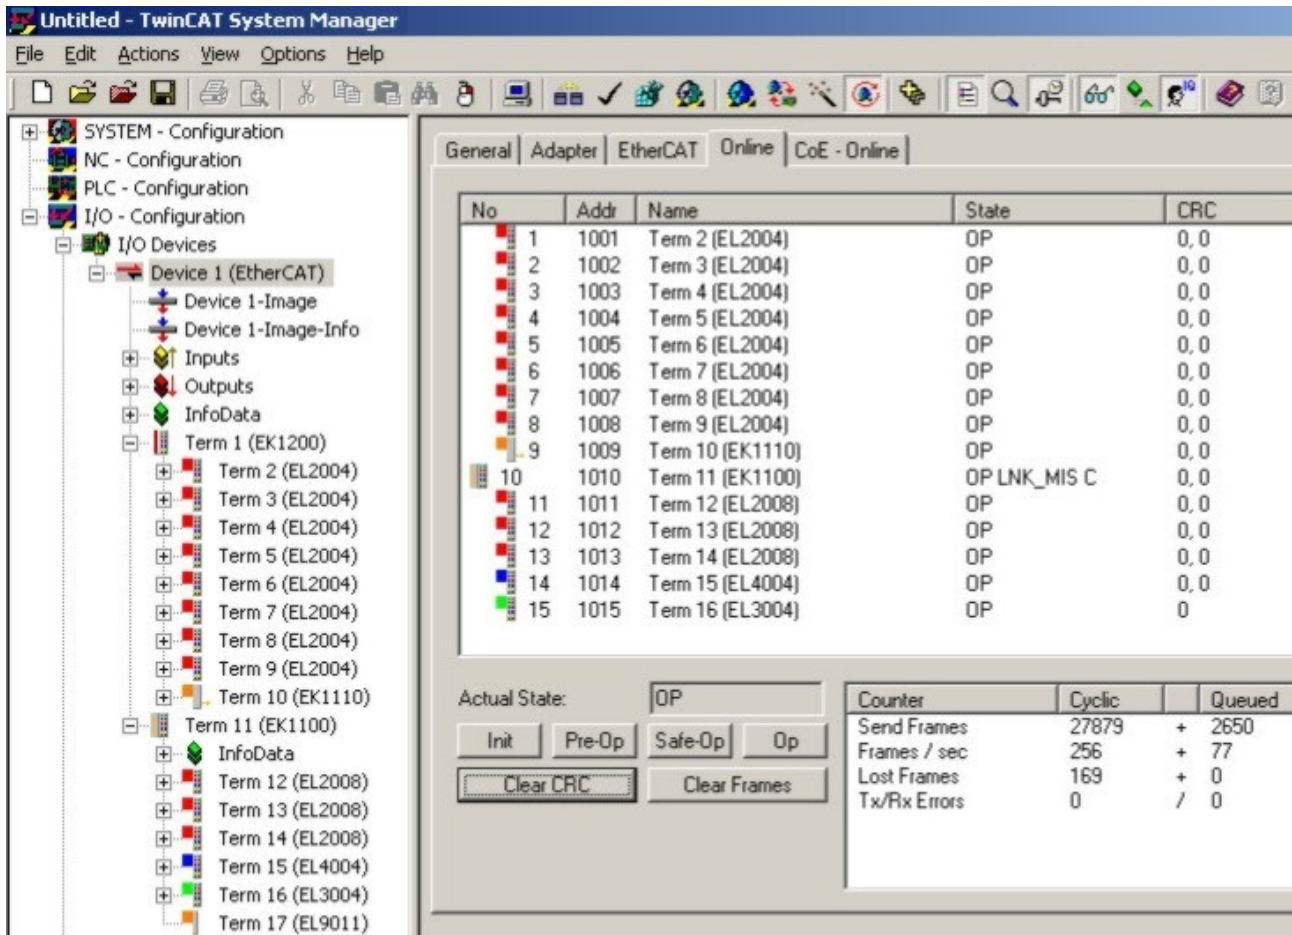 Untitled - TwinCAT System Manager
File Edit Actions View Options Help
SYSTEM - Configuration
NC - Configuration
PLC - Configuration
I/O - Configuration
I/O Devices
Device 1 (EtherCAT)
Device 1-Image
Device 1-Image-Info
Inputs
Outputs
InfoData
Term 1 (EK1200)
Term 2 (EL2004)
Term 3 (EL2004)
Term 4 (EL2004)
Term 5 (EL2004)
Term 6 (EL2004)
Term 7 (EL2004)
Term 8 (EL2004)
Term 9 (EL2004)
Term 10 (EK1110)
Term 11 (EK1100)
InfoData
Term 12 (EL2008)
Term 13 (EL2008)
Term 14 (EL2008)
Term 15 (EL4004)
Term 16 (EL3004)
Term 17 (EL9011)
General Adapter EtherCAT Online CoE - Online
No Addr Name State CRC
1 1001 Term 2 (EL2004) OP 0, 0
2 1002 Term 3 (EL2004) OP 0, 0
3 1003 Term 4 (EL2004) OP 0, 0
4 1004 Term 5 (EL2004) OP 0, 0
5 1005 Term 6 (EL2004) OP 0, 0
6 1006 Term 7 (EL2004) OP 0, 0
7 1007 Term 8 (EL2004) OP 0, 0
8 1008 Term 9 (EL2004) OP 0, 0
9 1009 Term 10 (EK1110) OP 0, 0
10 1010 Term 11 (EK1100) OP LNK_MIS C 0, 0
11 1011 Term 12 (EL2008) OP 0, 0
12 1012 Term 13 (EL2008) OP 0, 0
13 1013 Term 14 (EL2008) OP 0, 0
14 1014 Term 15 (EL4004) OP 0, 0
15 1015 Term 16 (EL3004) OP 0
Actual State: OP
Init Pre-Op Safe-Op Op
Clear CRC Clear Frames
Counter Cyclic Queued
Send Frames 27879 + 2650
Frames / sec 256 + 77
Lost Frames 169 + 0
Tx/Rx Errors 0 / 0